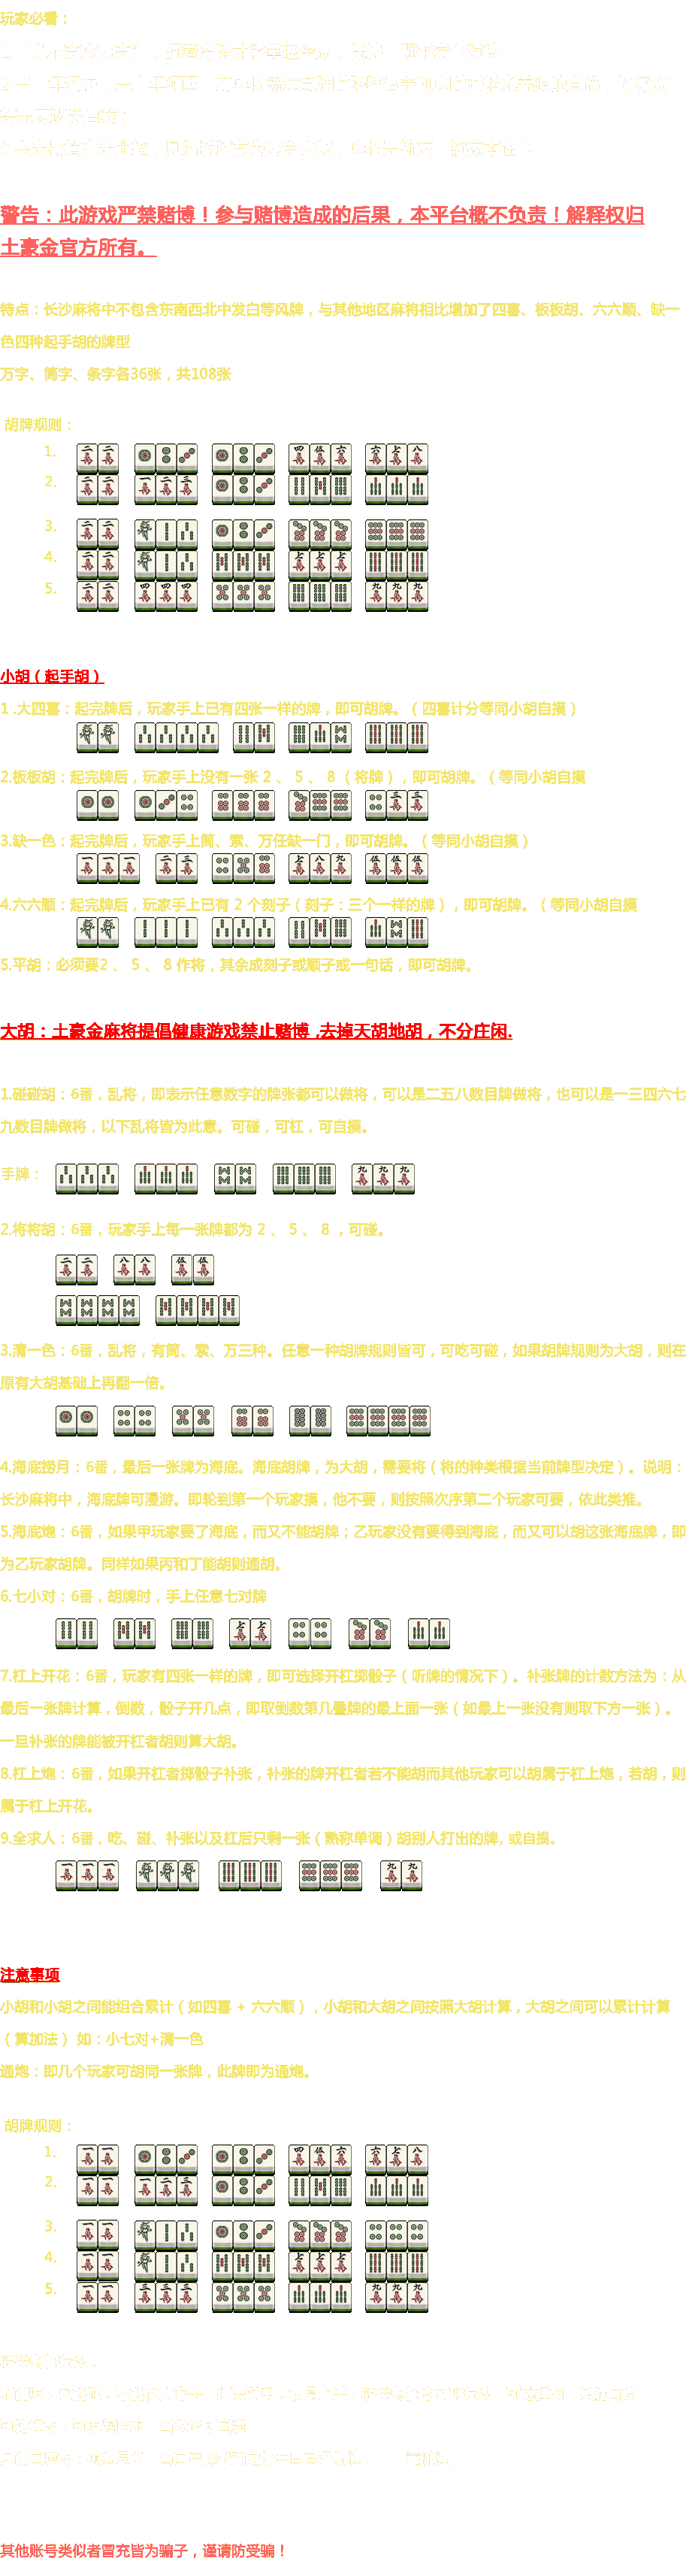 玩家必看：
警告：此游戏严禁赌博！参与赌博造成的后果，本平台概不负责！解释权归
土豪金官方所有。
特点：长沙麻将中不包含东南西北中发白等风牌，与其他地区麻将相比增加了四喜、板板胡、六六顺、缺一
色四种起手胡的牌型
万字、筒字、条字各36张，共108张
胡牌规则：
1.
2.
3.
4.
5.
小胡（起手胡）
1 .大四喜：起完牌后，玩家手上已有四张一样的牌，即可胡牌。（四喜计分等同小胡自摸）
2.板板胡：起完牌后，玩家手上没有一张 2 、 5 、 8 （ 将牌 ），即可胡牌。（ 等同小胡自摸
3.缺一色：起完牌后，玩家手上筒、索、万任缺一门，即可胡牌。（ 等同小胡自摸 ）
4.六六顺：起完牌后，玩家手上已有 2 个刻子（ 刻子：三个一样的牌 ），即可胡牌。（ 等同小胡自摸
5.平胡：必须要2 、 5 、 8 作将，其余成刻子或顺子或一句话，即可胡牌。
大胡：土豪金麻将提倡健康游戏禁止赌博 ,去掉天胡地胡，不分庄闲.
1.碰碰胡：6番，乱将，即表示任意数字的牌张都可以做将，可以是二五八数目牌做将，也可以是一三四六七
九数目牌做将，以下乱将皆为此意。可碰，可杠，可自摸。
手牌：
2.将将胡：6番，玩家手上每一张牌都为 2 、 5 、 8 ，可碰。
3.清一色：6番，乱将，有筒、索、万三种。任意一种胡牌规则皆可，可吃可碰，如果胡牌规则为大胡，则在
原有大胡基础上再翻一倍。
4.海底捞月：6番，最后一张牌为海底。海底胡牌，为大胡，需要将（ 将的种类根据当前牌型决定 ）。说明：
长沙麻将中，海底牌可漫游。即轮到第一个玩家摸，他不要，则按照次序第二个玩家可要，依此类推。
5.海底炮：6番，如果甲玩家要了海底，而又不能胡牌；乙玩家没有要得到海底，而又可以胡这张海底牌，即
为乙玩家胡牌。同样如果丙和丁能胡则通胡。
6.七小对：6番，胡牌时，手上任意七对牌
7.杠上开花：6番，玩家有四张一样的牌，即可选择开杠掷骰子（ 听牌的情况下 ）。补张牌的计数方法为：从
最后一张牌计算，倒数，骰子开几点，即取倒数第几叠牌的最上面一张（如最上一张没有则取下方一张）。
一旦补张的牌能被开杠者胡则算大胡。
8.杠上炮：6番，如果开杠者掷骰子补张，补张的牌开杠者若不能胡而其他玩家可以胡属于杠上炮，若胡，则
属于杠上开花。
9.全求人：6番，吃、碰、补张以及杠后只剩一张（熟称单调）胡别人打出的牌, 或自摸。
注意事项
小胡和小胡之间能组合累计（如四喜 + 六六顺），小胡和大胡之间按照大胡计算，大胡之间可以累计计算
（算加法） 如：小七对+清一色
通炮：即几个玩家可胡同一张牌，此牌即为通炮。
胡牌规则：
1.
2.
3.
4.
5.
其他账号类似者冒充皆为骗子，谨请防受骗！